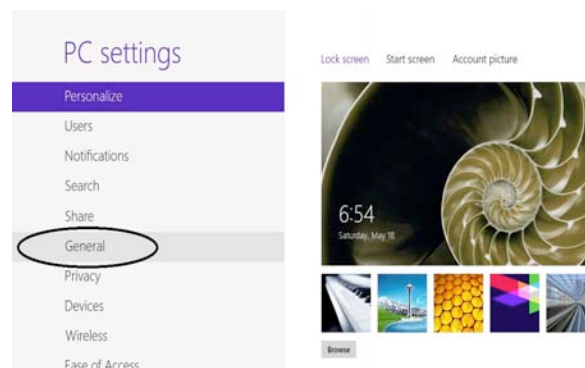 PC settings
Personalize
Users
Notifications
Search
Share
General
Privacy
Devices
Wireless
Ease of Access
Lock screen Start screen Account picture
6:54
Saturday, May 18
Browse